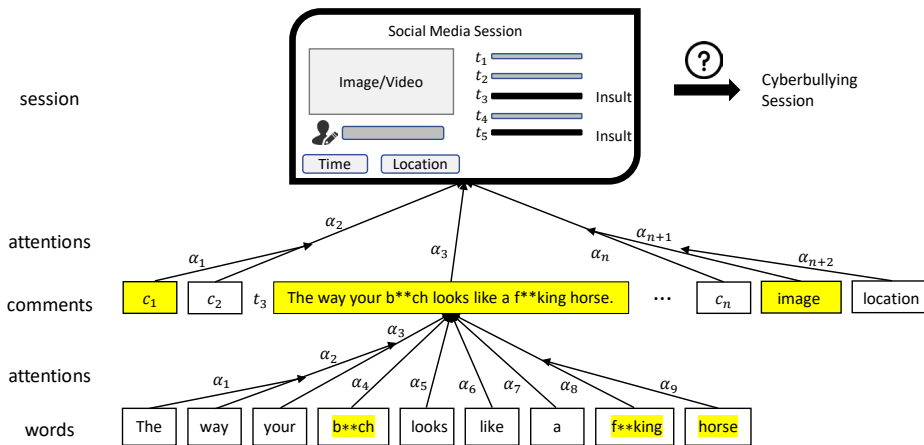 Social Media Session
session
Image/Video
t₁
t₂
t₃ Insult
t₄
t₅ Insult
Time Location
?
Cyberbullying
Session
attentions
α₁ α₂ α₃ αₙ αₙ₊₁ αₙ₊₂
comments
c₁ c₂ t₃ The way your b**ch looks like a f**king horse. ... cₙ image location
attentions
α₁ α₂ α₃ α₄ α₅ α₆ α₇ α₈ α₉
words
The way your b**ch looks like a f**king horse